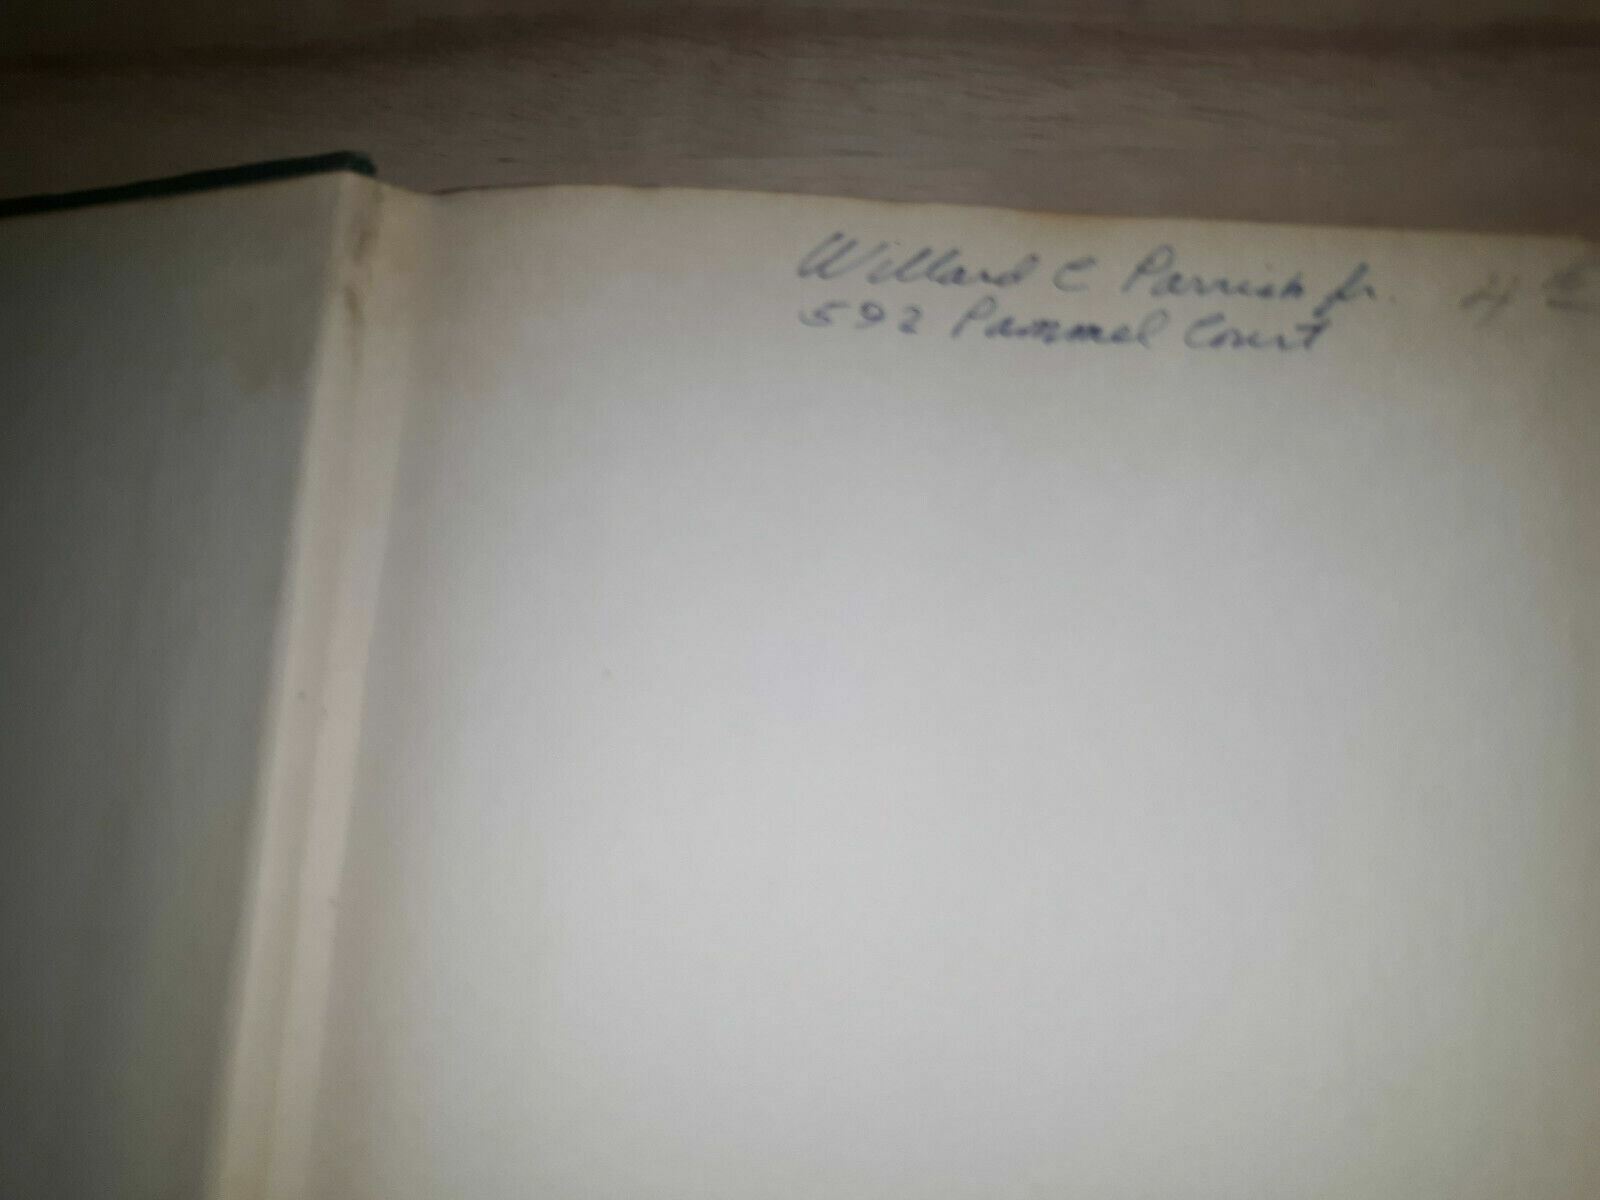 Willard C Parrish Jr.
592 Pammel Court